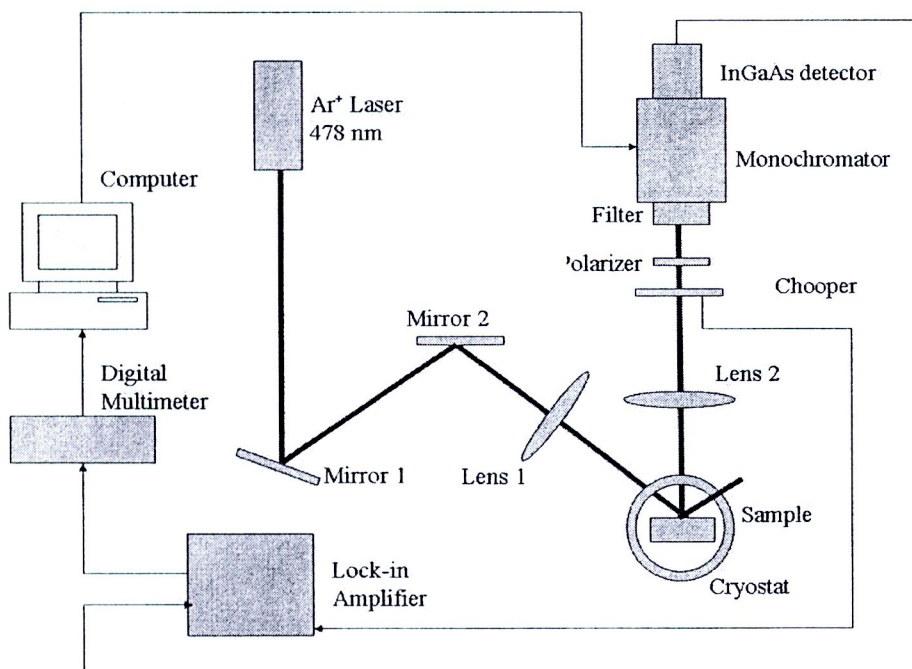 InGaAs detector
Ar⁺ Laser
478 nm
Monochromator
Computer
Filter
Polarizer
Chooper
Mirror 2
Digital
Multimeter
Lens 2
Mirror 1
Lens 1
Sample
Lock-in
Amplifier
Cryostat